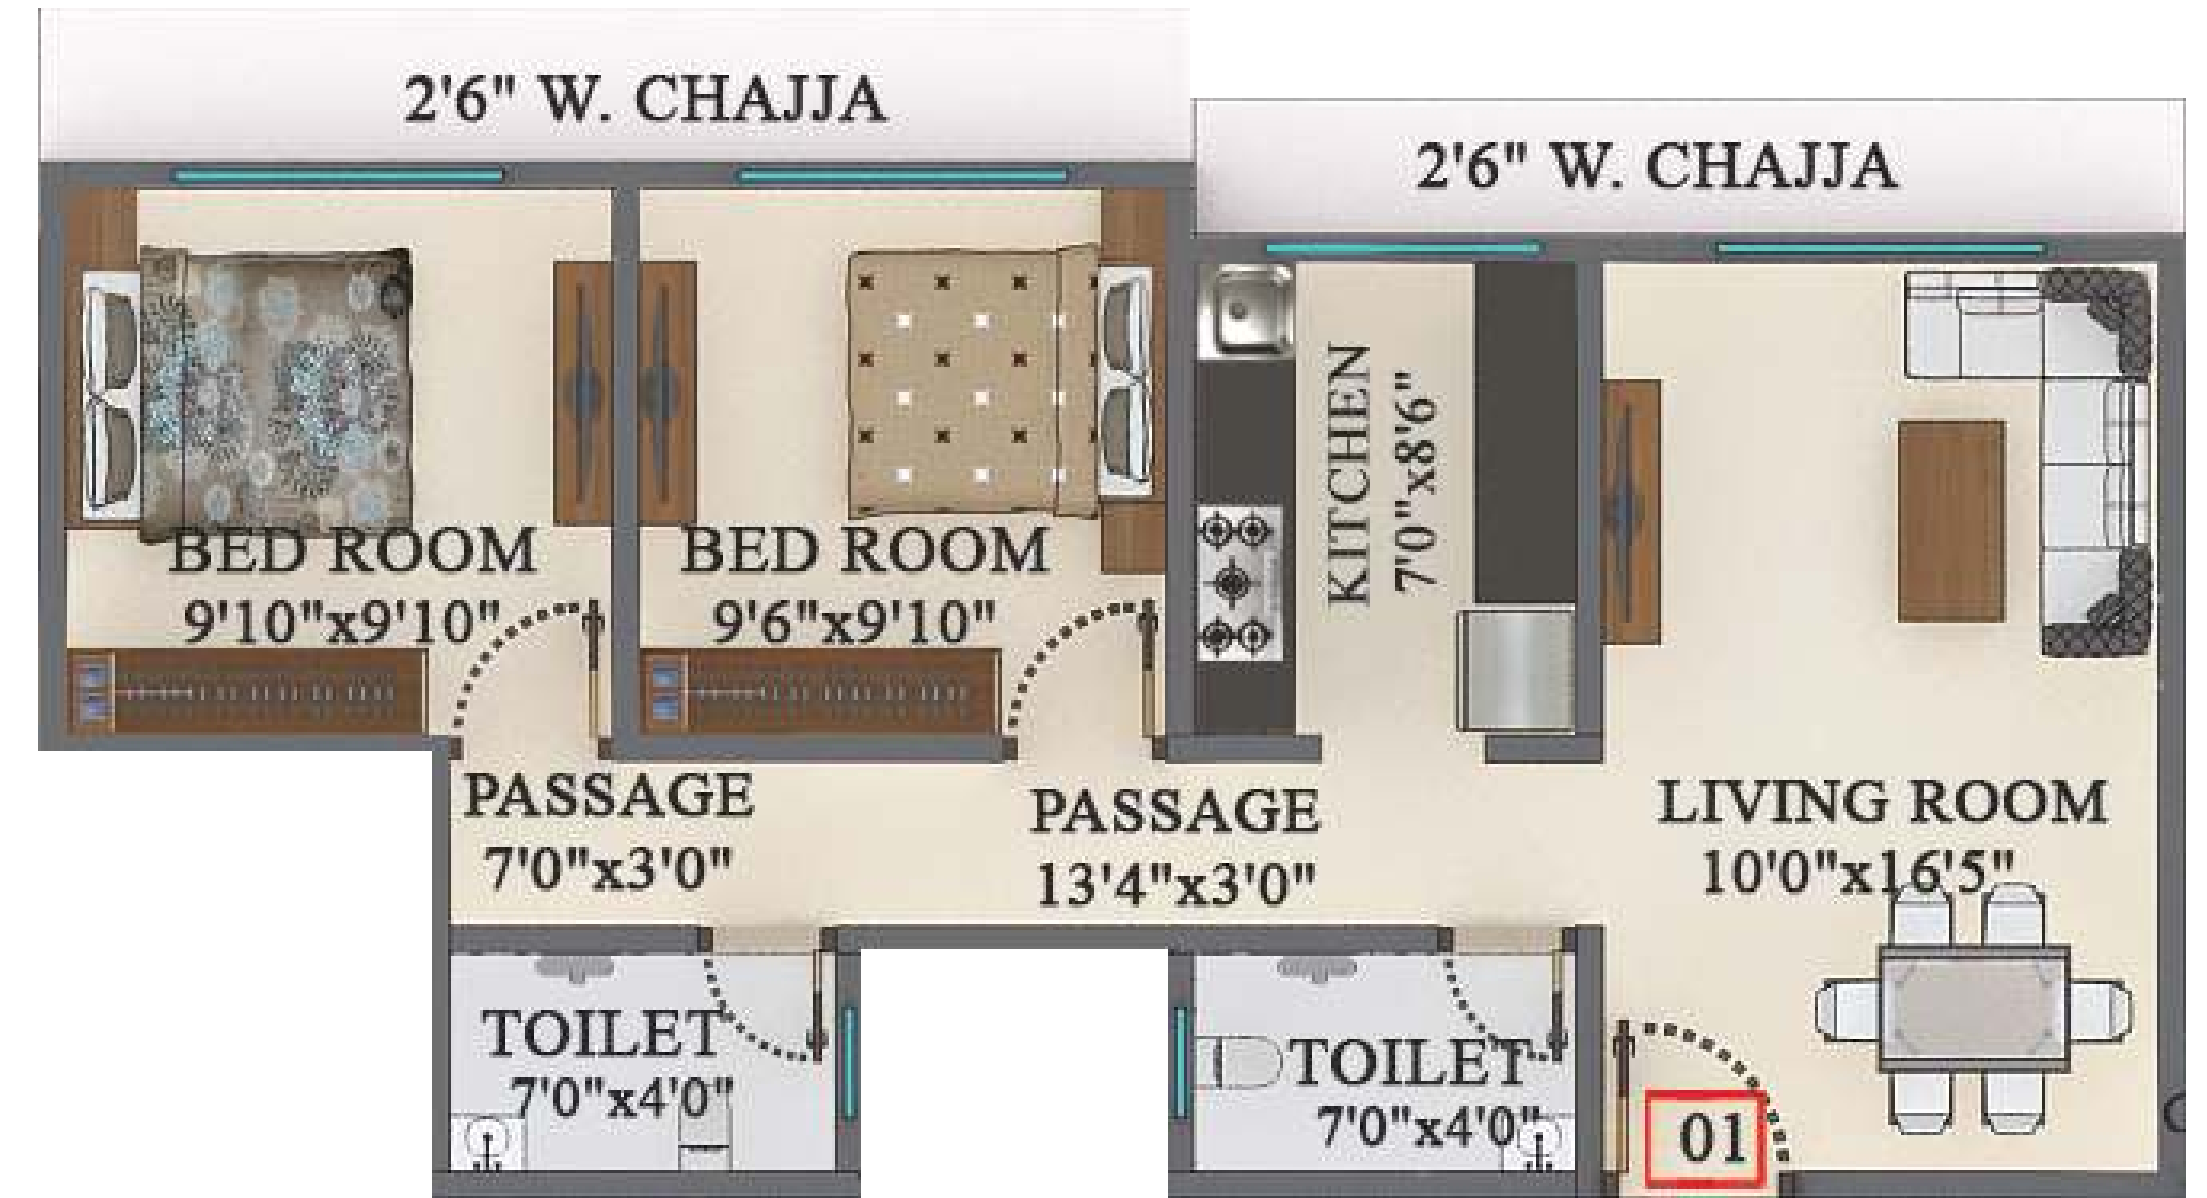 2'6" W. CHAJJA
2'6" W. CHAJJA
BED ROOM
9'10"x9'10"
BED ROOM
9'6"x9'10"
KITCHEN
7'0"x8'6"
PASSAGE
7'0"x3'0"
PASSAGE
13'4"x3'0"
LIVING ROOM
10'0"x16'5"
TOILET
7'0"x4'0"
TOILET
7'0"x4'0"
01